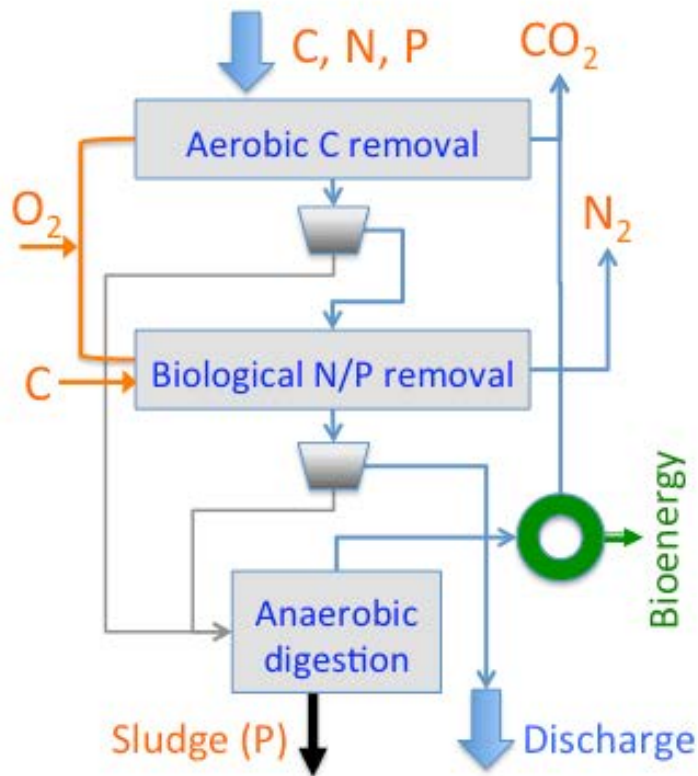 C, N, P
CO₂
Aerobic C removal
O₂
N₂
C
Biological N/P removal
Bioenergy
Anaerobic
digestion
Sludge (P)
Discharge